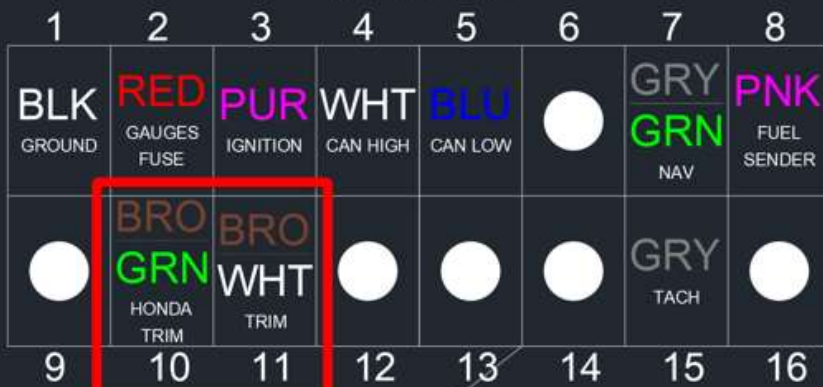 1 2 3 4 5 6 7 8
BLK RED PUR WHT BLU GRY PNK
GROUND GAUGES FUSE IGNITION CAN HIGH CAN LOW GRN NAV FUEL SENDER
BRO BRO GRY
GRN WHT TACH
HONDA TRIM TRIM
9 10 11 12 13 14 15 16